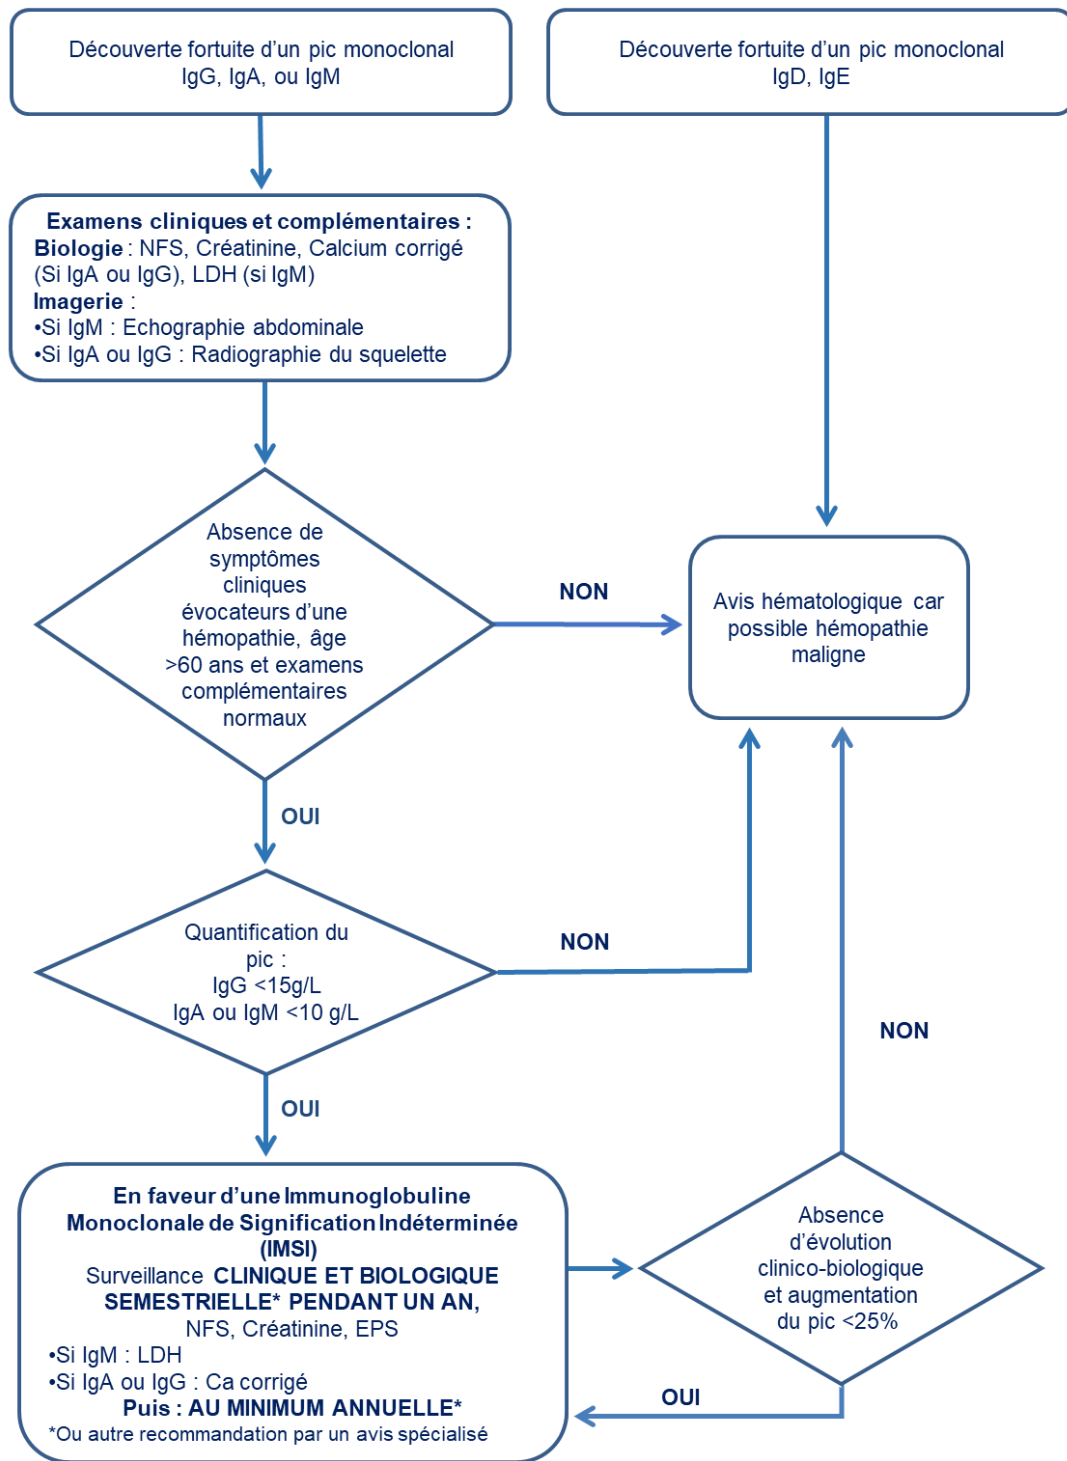 Découverte fortuite d'un pic monoclonal
IgG, IgA, ou IgM
Découverte fortuite d'un pic monoclonal
IgD, IgE
Examens cliniques et complémentaires :
Biologie : NFS, Créatinine, Calcium corrigé
(Si IgA ou IgG), LDH (si IgM)
Imagerie :
•Si IgM : Echographie abdominale
•Si IgA ou IgG : Radiographie du squelette
Absence de
symptômes
cliniques
évocateurs d'une
hémopathie, âge
>60 ans et examens
complémentaires
normaux
NON
Avis hématologique car
possible hémopathie
maligne
OUI
Quantification du
pic :
IgG <15g/L
IgA ou IgM <10 g/L
NON
NON
OUI
En faveur d'une Immunoglobuline
Monoclonale de Signification Indéterminée
(IMSI)
Surveillance CLINIQUE ET BIOLOGIQUE
SEMESTRIELLE* PENDANT UN AN,
NFS, Créatinine, EPS
•Si IgM : LDH
•Si IgA ou IgG : Ca corrigé
Puis : AU MINIMUM ANNUELLE*
*Ou autre recommandation par un avis spécialisé
Absence
d'évolution
clinico-biologique
et augmentation
du pic <25%
OUI